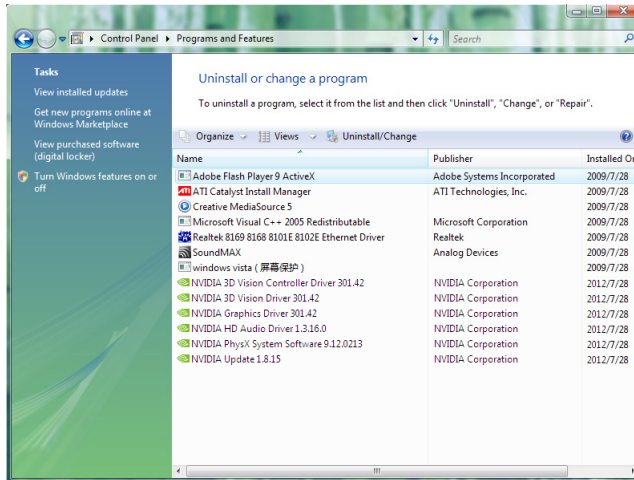 Control Panel ▸ Programs and Features
Search
Tasks
View installed updates
Get new programs online at
Windows Marketplace
View purchased software
(digital locker)
Turn Windows features on or
off
Uninstall or change a program
To uninstall a program, select it from the list and then click "Uninstall", "Change", or "Repair".
Organize Views Uninstall/Change
Name Publisher Installed On
Adobe Flash Player 9 ActiveX Adobe Systems Incorporated 2009/7/28
ATI ATI Catalyst Install Manager ATI Technologies, Inc. 2009/7/28
Creative MediaSource 5 2009/7/28
Microsoft Visual C++ 2005 Redistributable Microsoft Corporation 2009/7/28
Realtek 8169 8168 8101E 8102E Ethernet Driver Realtek 2009/7/28
SoundMAX Analog Devices 2009/7/28
windows vista ( 屏幕保护 ) 2009/7/28
NVIDIA 3D Vision Controller Driver 301.42 NVIDIA Corporation 2012/7/28
NVIDIA 3D Vision Driver 301.42 NVIDIA Corporation 2012/7/28
NVIDIA Graphics Driver 301.42 NVIDIA Corporation 2012/7/28
NVIDIA HD Audio Driver 1.3.16.0 NVIDIA Corporation 2012/7/28
NVIDIA PhysX System Software 9.12.0213 NVIDIA Corporation 2012/7/28
NVIDIA Update 1.8.15 NVIDIA Corporation 2012/7/28